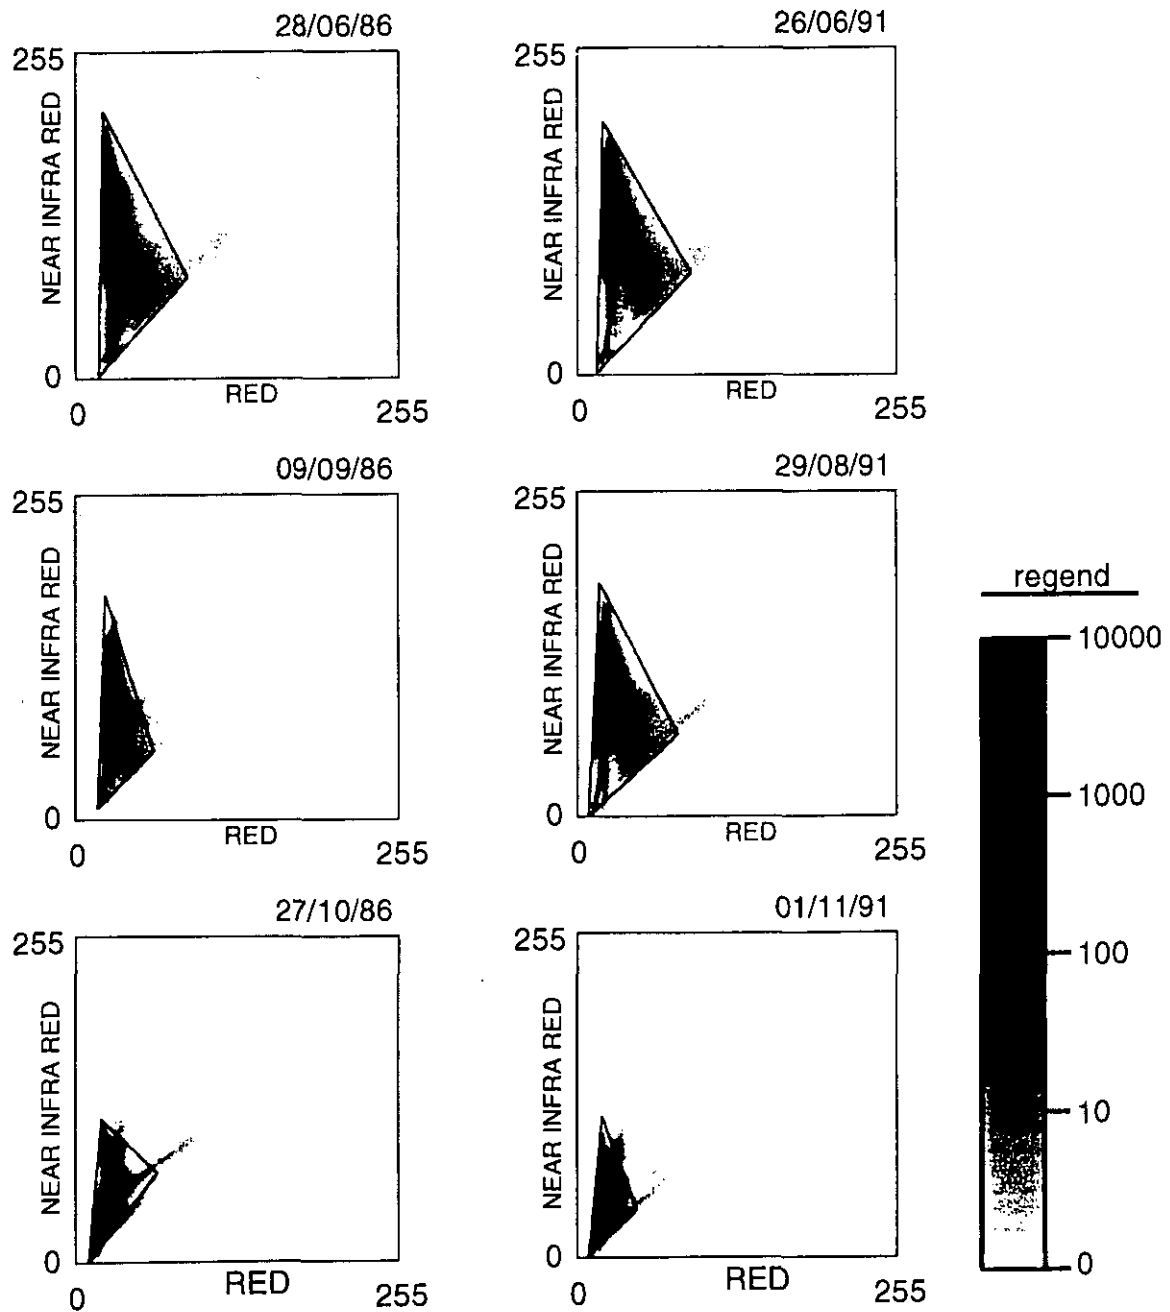 28/06/86
255
NEAR INFRA RED
0
RED
0
255
26/06/91
255
NEAR INFRA RED
0
RED
0
255
09/09/86
255
NEAR INFRA RED
0
RED
0
255
29/08/91
255
NEAR INFRA RED
0
RED
0
255
27/10/86
255
NEAR INFRA RED
0
RED
0
255
01/11/91
255
NEAR INFRA RED
0
RED
0
255
regend
10000
1000
100
10
0